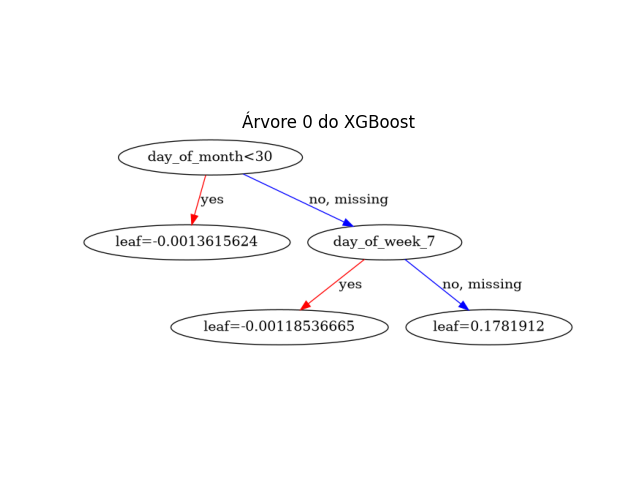 Árvore 0 do XGBoost
day_of_month<30
yes
no, missing
leaf=-0.0013615624
day_of_week_7
yes
no, missing
leaf=-0.00118536665
leaf=0.1781912